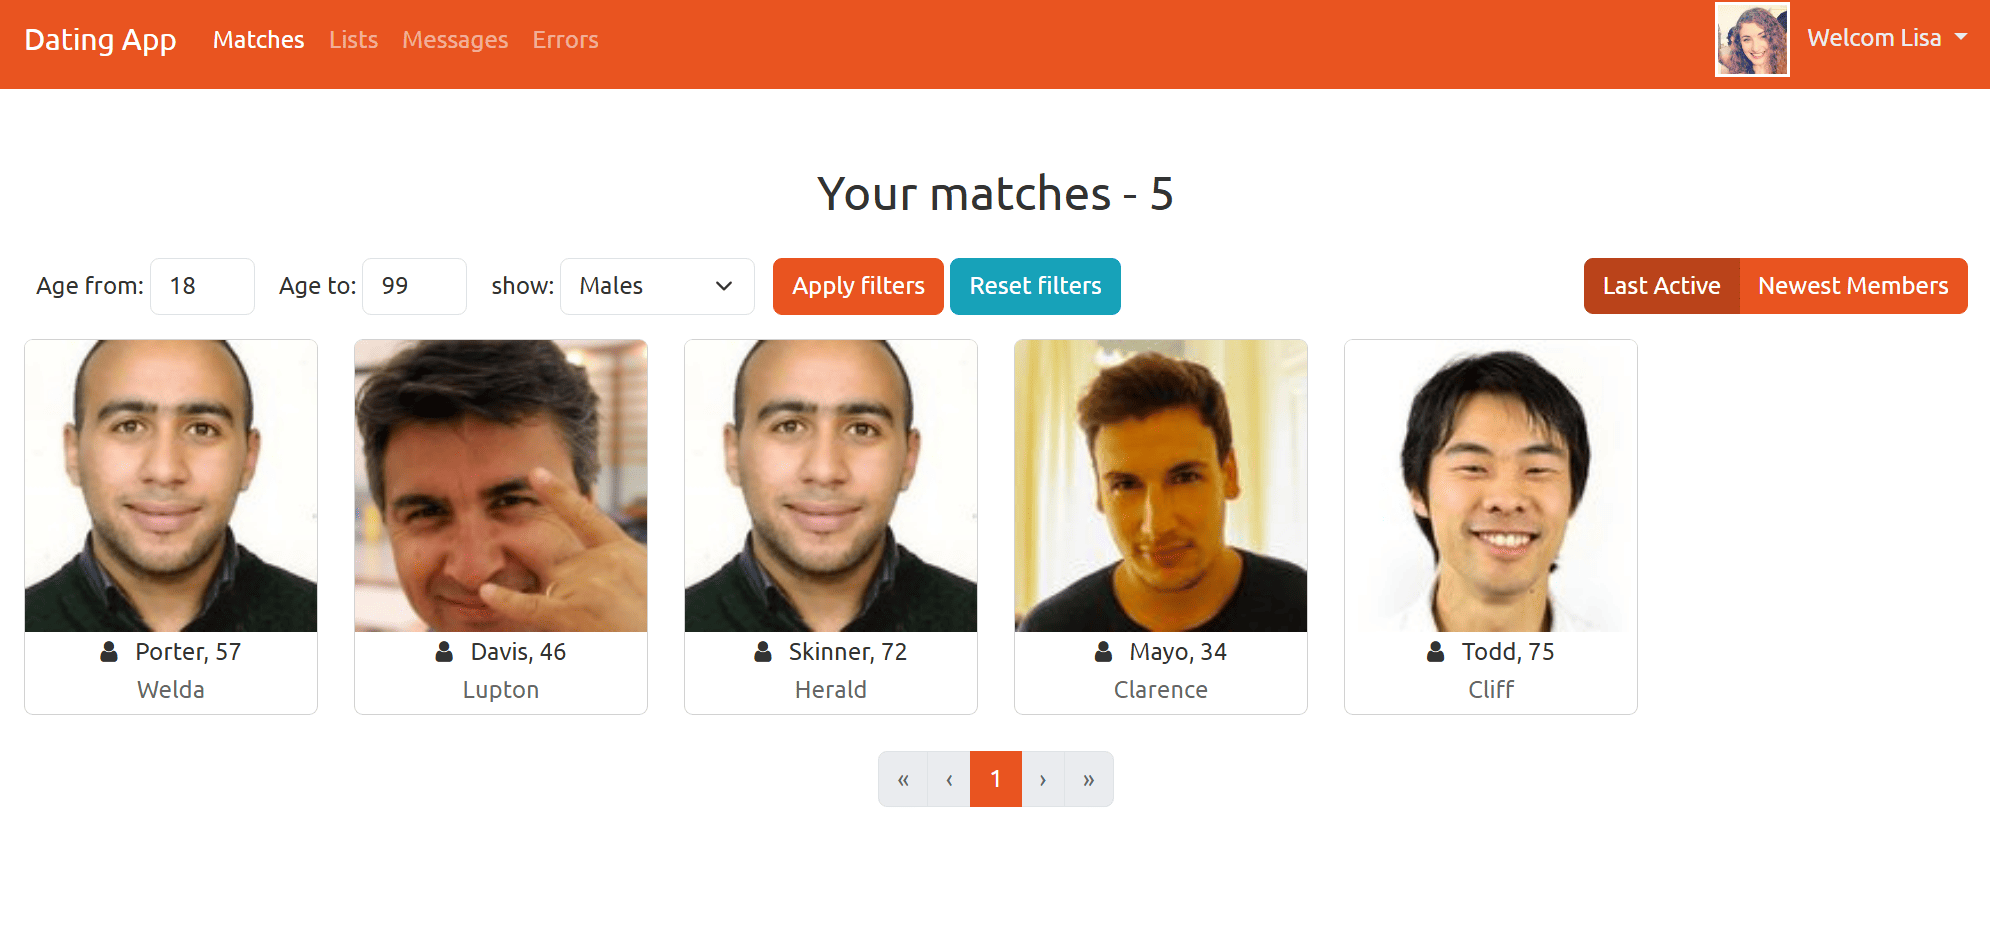 Dating App Matches Lists Messages Errors Welcom Lisa
Your matches - 5
Age from: 18 Age to: 99 show: Males Apply filters Reset filters Last Active Newest Members
Porter, 57 Davis, 46 Skinner, 72 Mayo, 34 Todd, 75
Welda Lupton Herald Clarence Cliff
« ‹ 1 › »